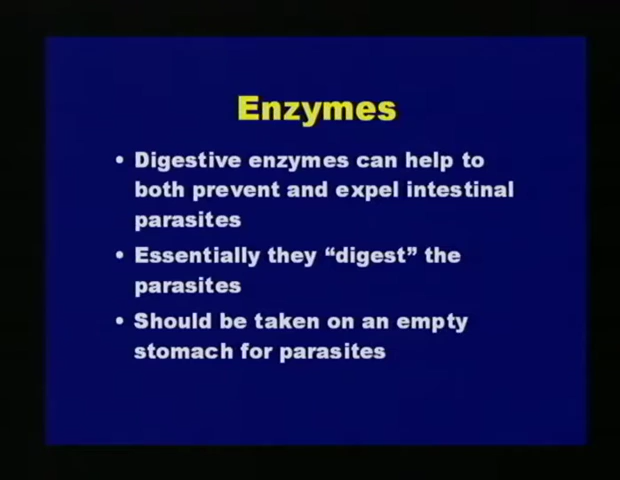 Enzymes
• Digestive enzymes can help to
both prevent and expel intestinal
parasites
• Essentially they “digest” the
parasites
• Should be taken on an empty
stomach for parasites